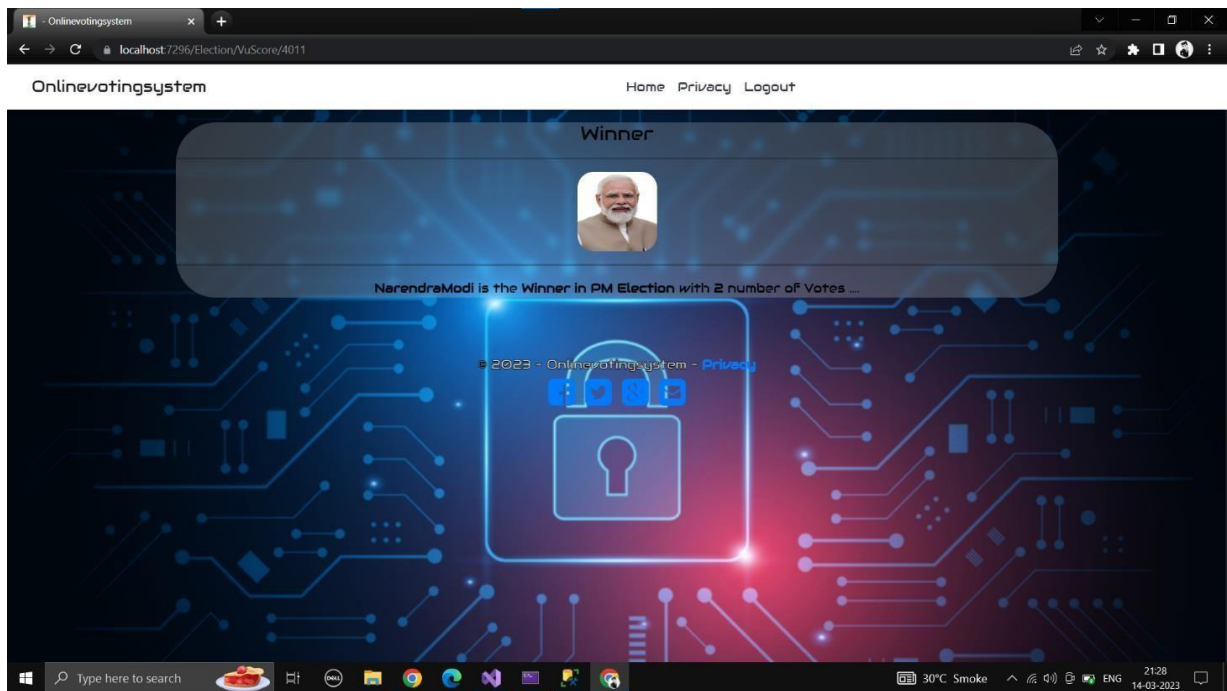 - Onlinevotingsystem
localhost:7296/Election/VuScore/4011
Onlinevotingsystem
Home Privacy Logout
Winner
NarendraModi is the Winner in PM Election with 2 number of Votes ....
© 2023 - Onlinevotingsystem - Privacy
Type here to search
DELL
30°C Smoke
ENG
21:28
14-03-2023